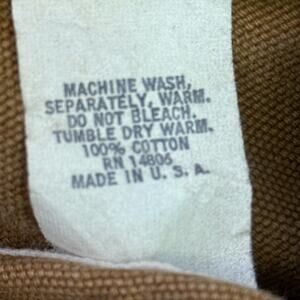 MACHINE WASH,
SEPARATELY, WARM.
DO NOT BLEACH.
TUMBLE DRY WARM.
100% COTTON
RN 14806
MADE IN U. S. A.